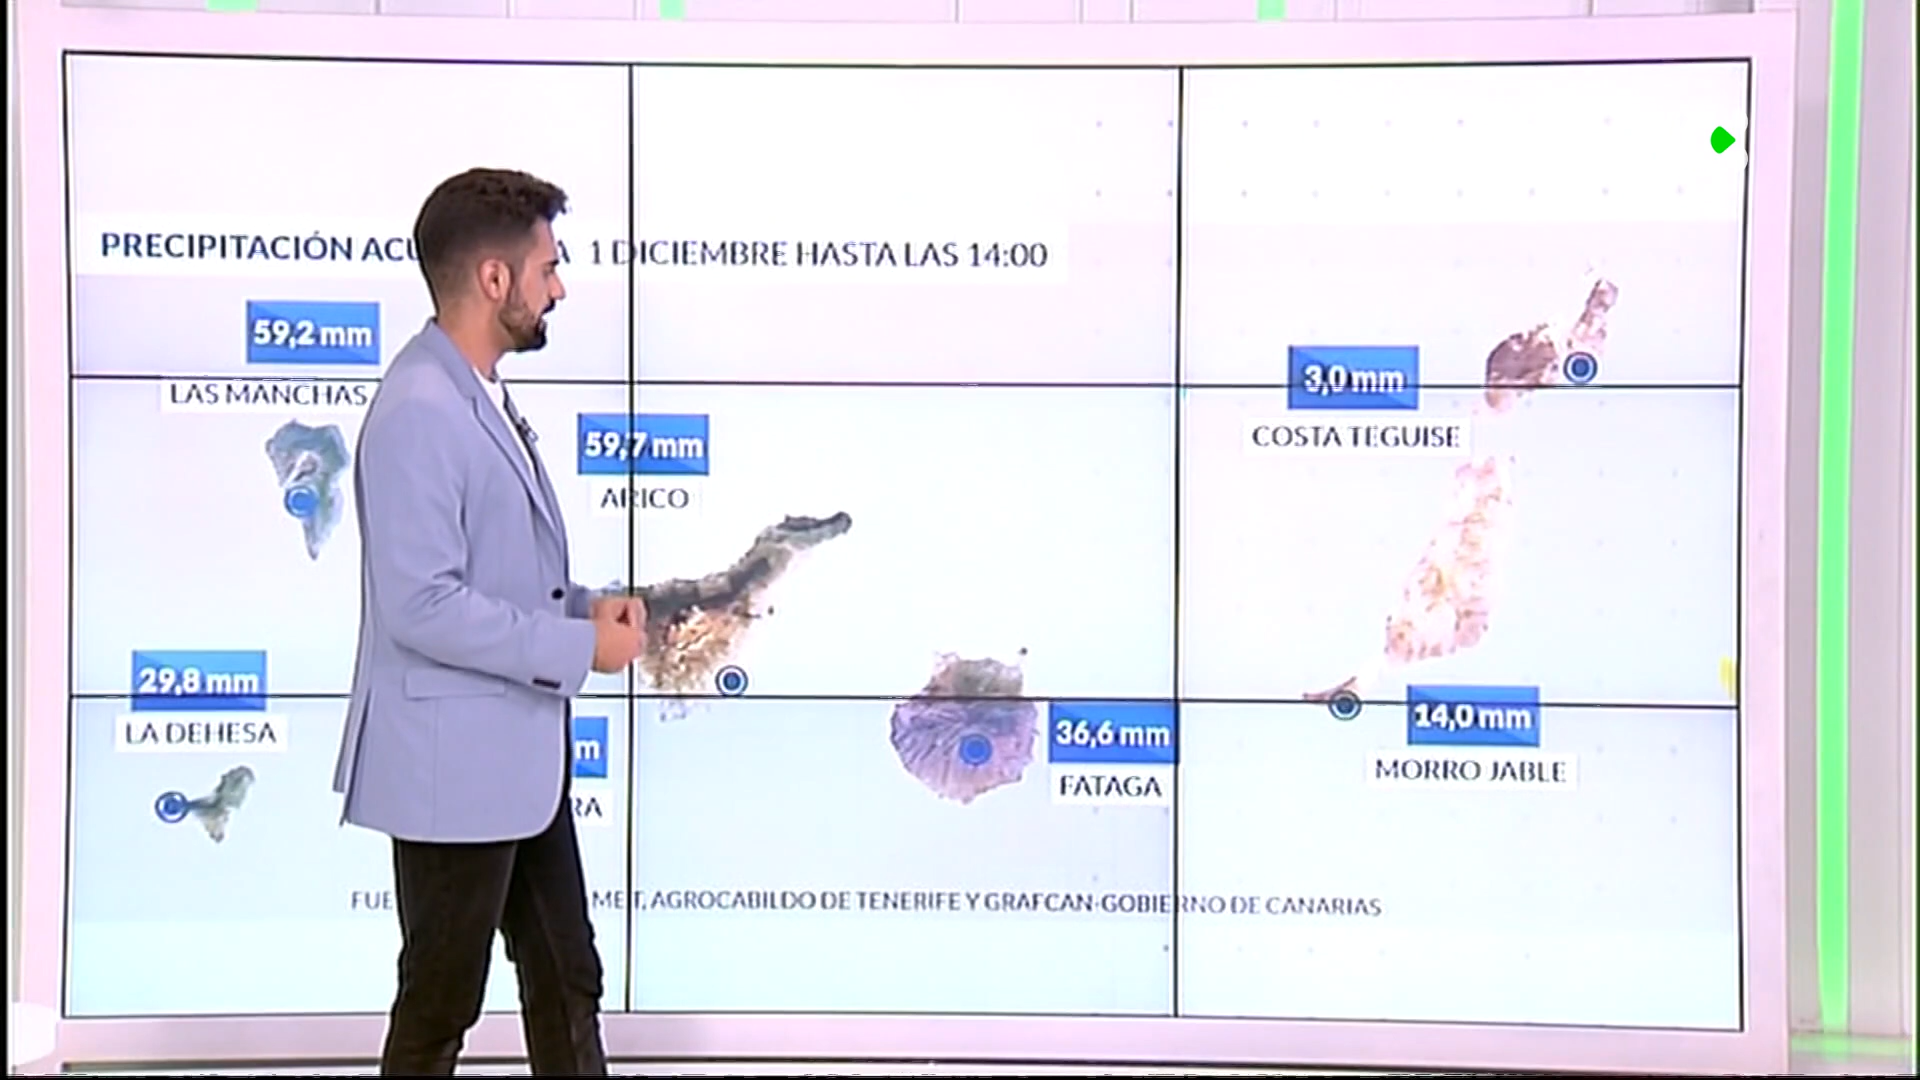 PRECIPITACIÓN A 1 DICIEMBRE HASTA LAS 14:00
59,2 mm
LAS MANCHAS
3,0 mm
COSTA TEGUISE
59,7 mm
ARICO
29,8 mm
LA DEHESA
36,6 mm
FATAGA
14,0 mm
MORRO JABLE
AGROCABILDO DE TENERIFE Y GRAFCAN-GOBIERNO DE CANARIAS